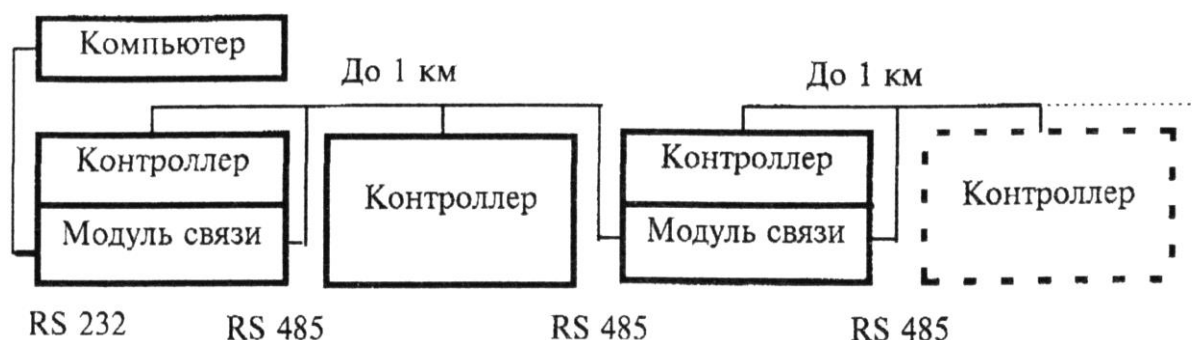 Компьютер
До 1 км
До 1 км
Контроллер
Модуль связи
Контроллер
Контроллер
Модуль связи
Контроллер
RS 232
RS 485
RS 485
RS 485